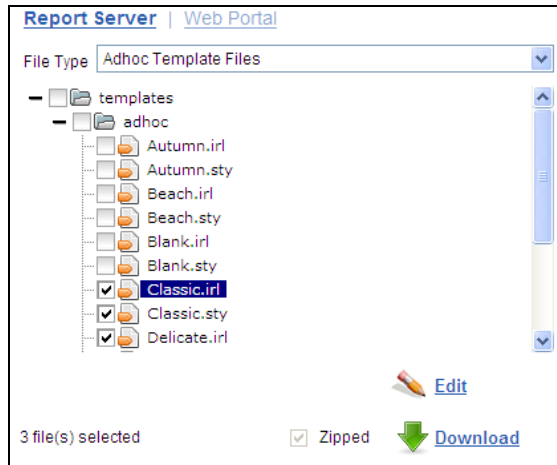 Report Server | Web Portal
File Type Adhoc Template Files
templates
adhoc
Autumn.irl
Autumn.sty
Beach.irl
Beach.sty
Blank.irl
Blank.sty
Classic.irl
Classic.sty
Delicate.irl
Edit
3 file(s) selected Zipped Download